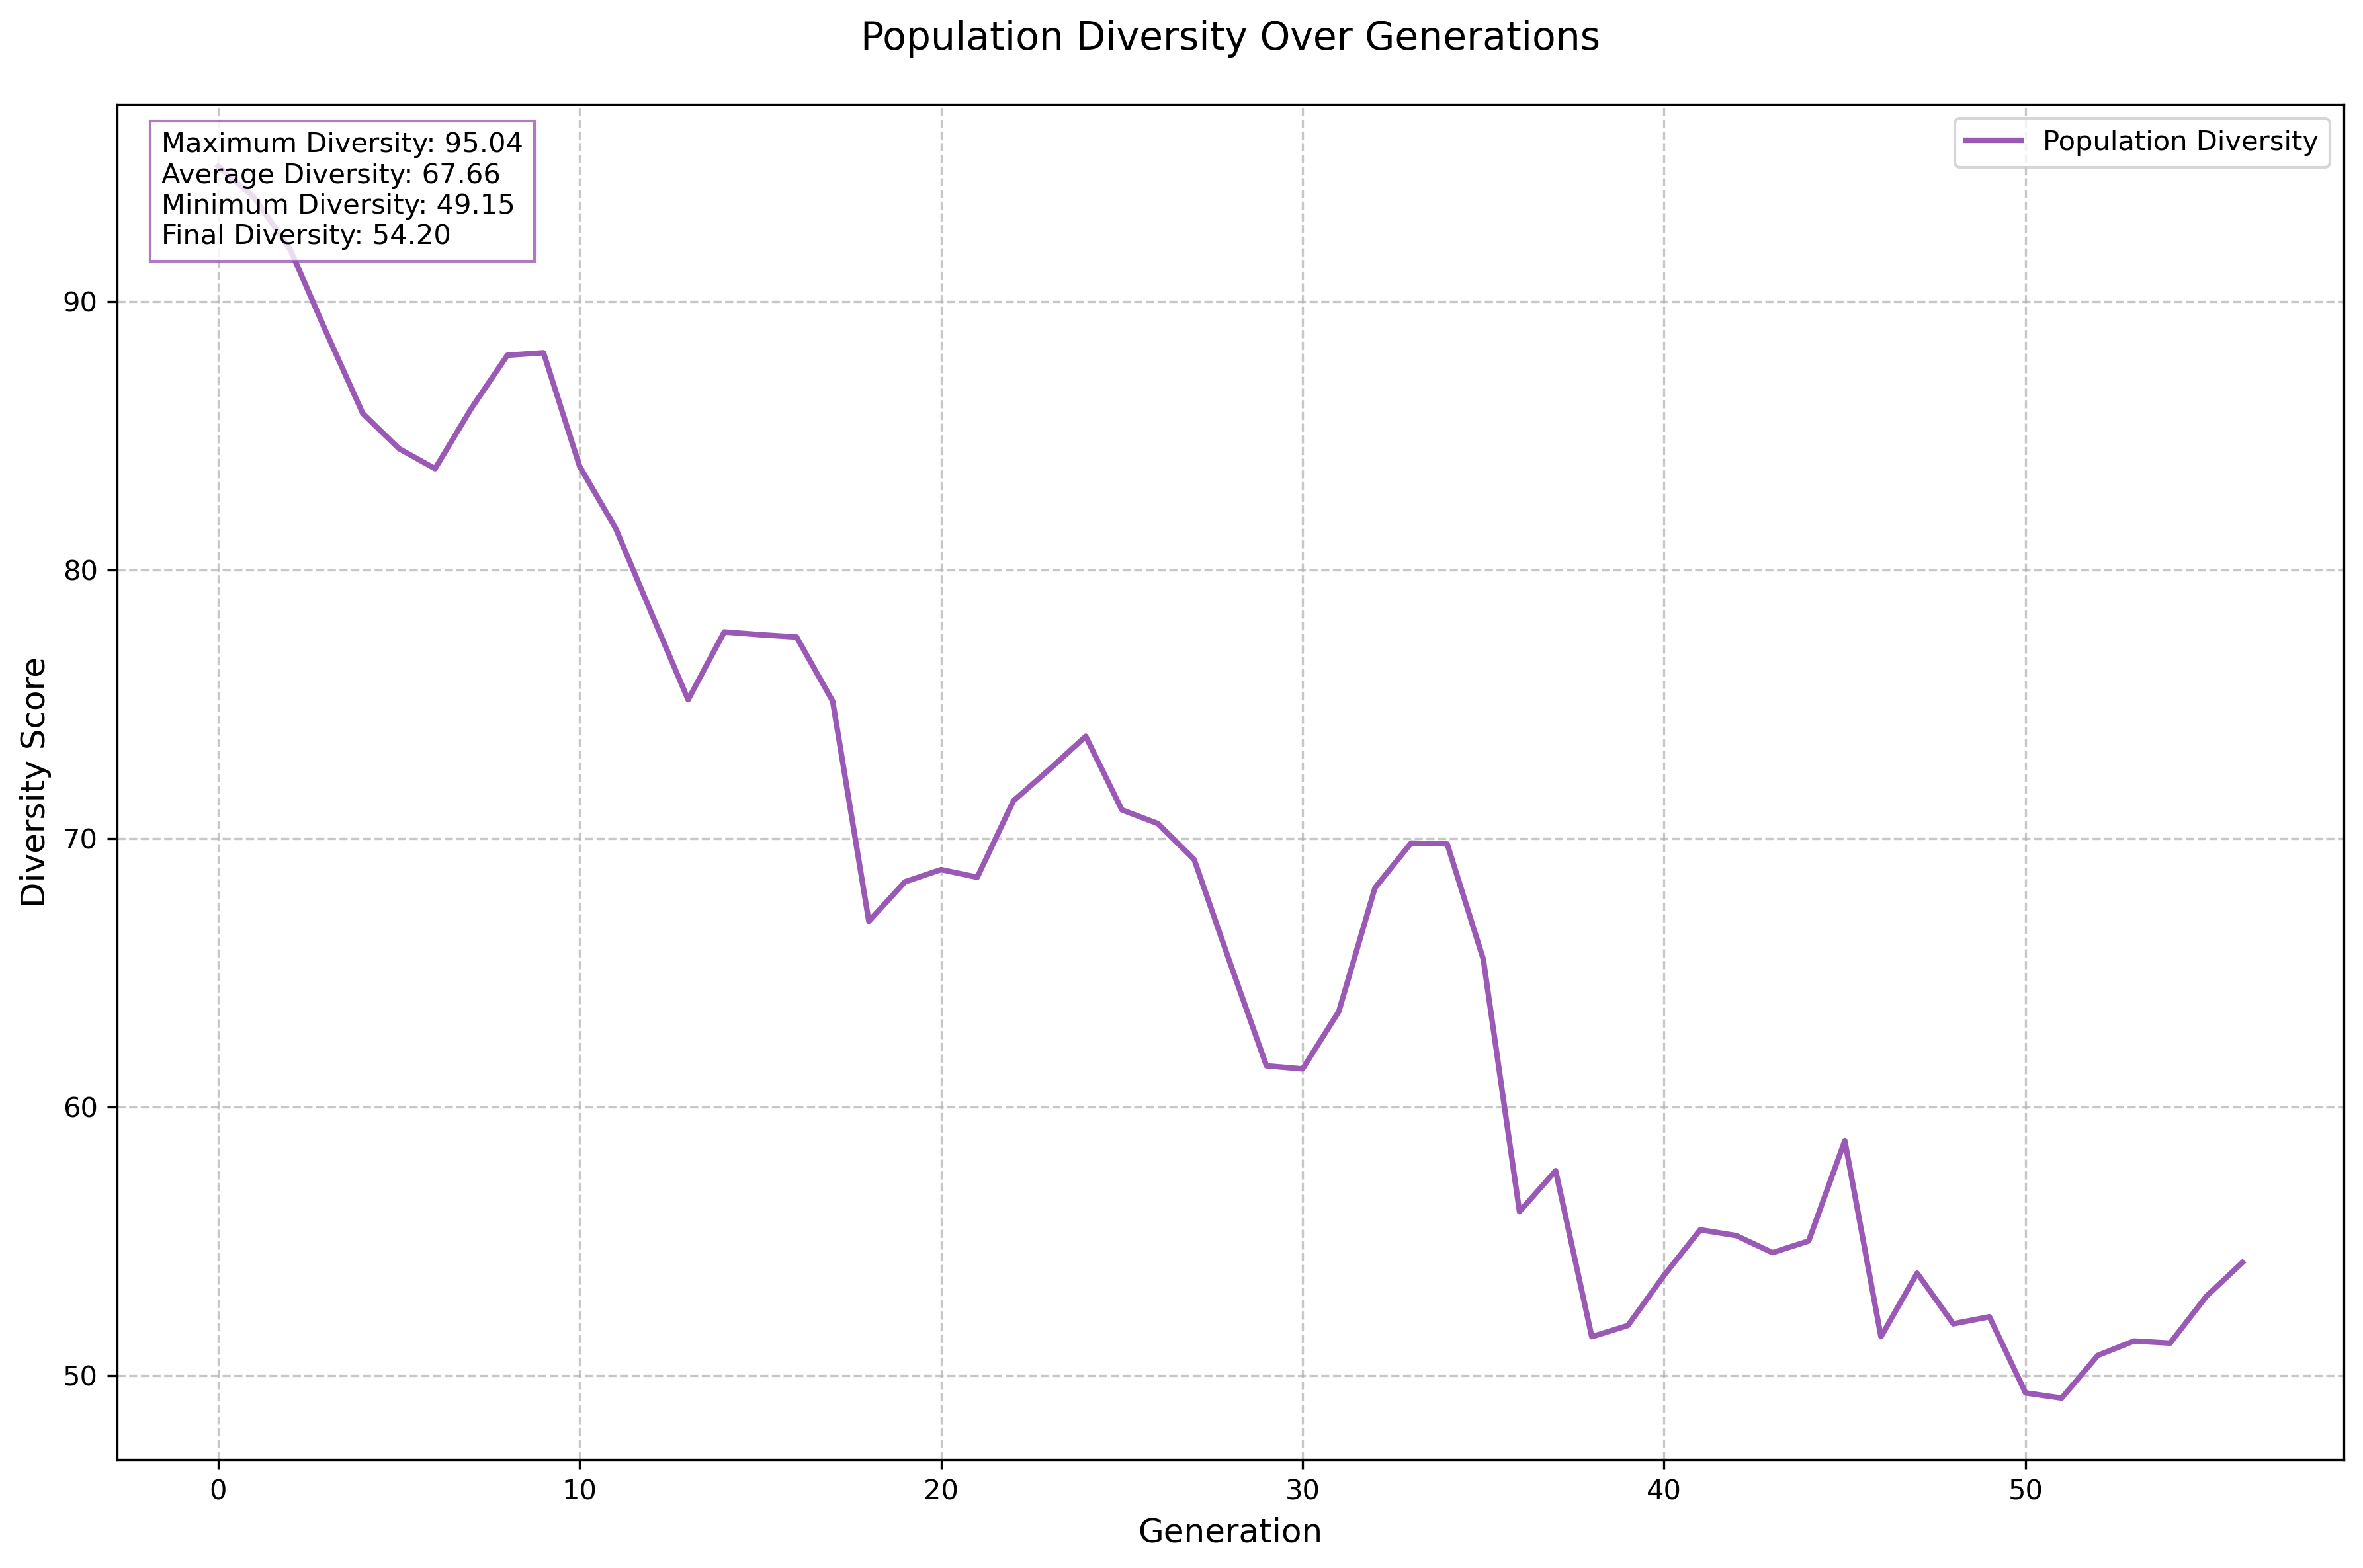 Population Diversity Over Generations
Maximum Diversity: 95.04
Average Diversity: 67.66
Minimum Diversity: 49.15
Final Diversity: 54.20
Population Diversity
Diversity Score
90
80
70
60
50
0 10 20 30 40 50
Generation